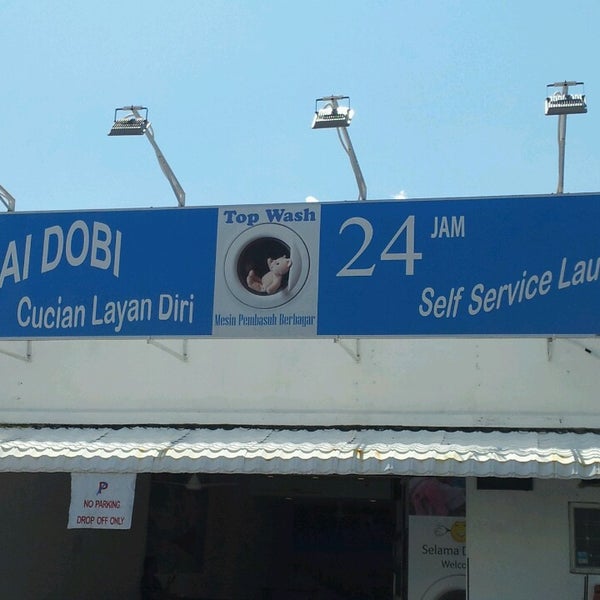 AI DOBI
Cucian Layan Diri
Top Wash
Mesin Pembasuh Berbayar
24 JAM
Self Service Lau
P
NO PARKING
DROP OFF ONLY
Selama D
Welco